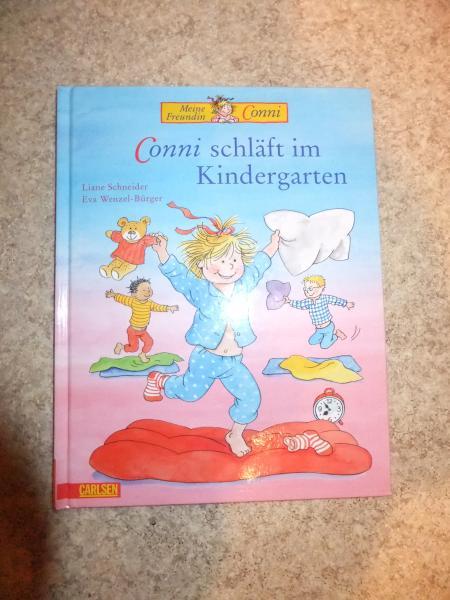 Meine
Freundin Conni
Conni schläft im
Kindergarten
Liane Schneider
Eva Wenzel-Bürger
CARLSEN